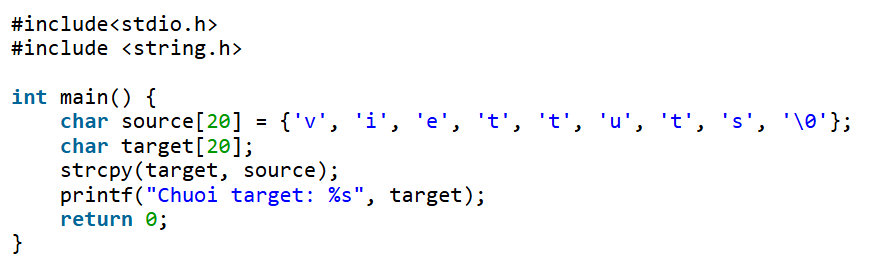 #include<stdio.h>
#include <string.h>
int main() {
    char source[20] = {'v', 'i', 'e', 't', 't', 'u', 't', 's', '\0'};
    char target[20];
    strcpy(target, source);
    printf("Chuoi target: %s", target);
    return 0;
}